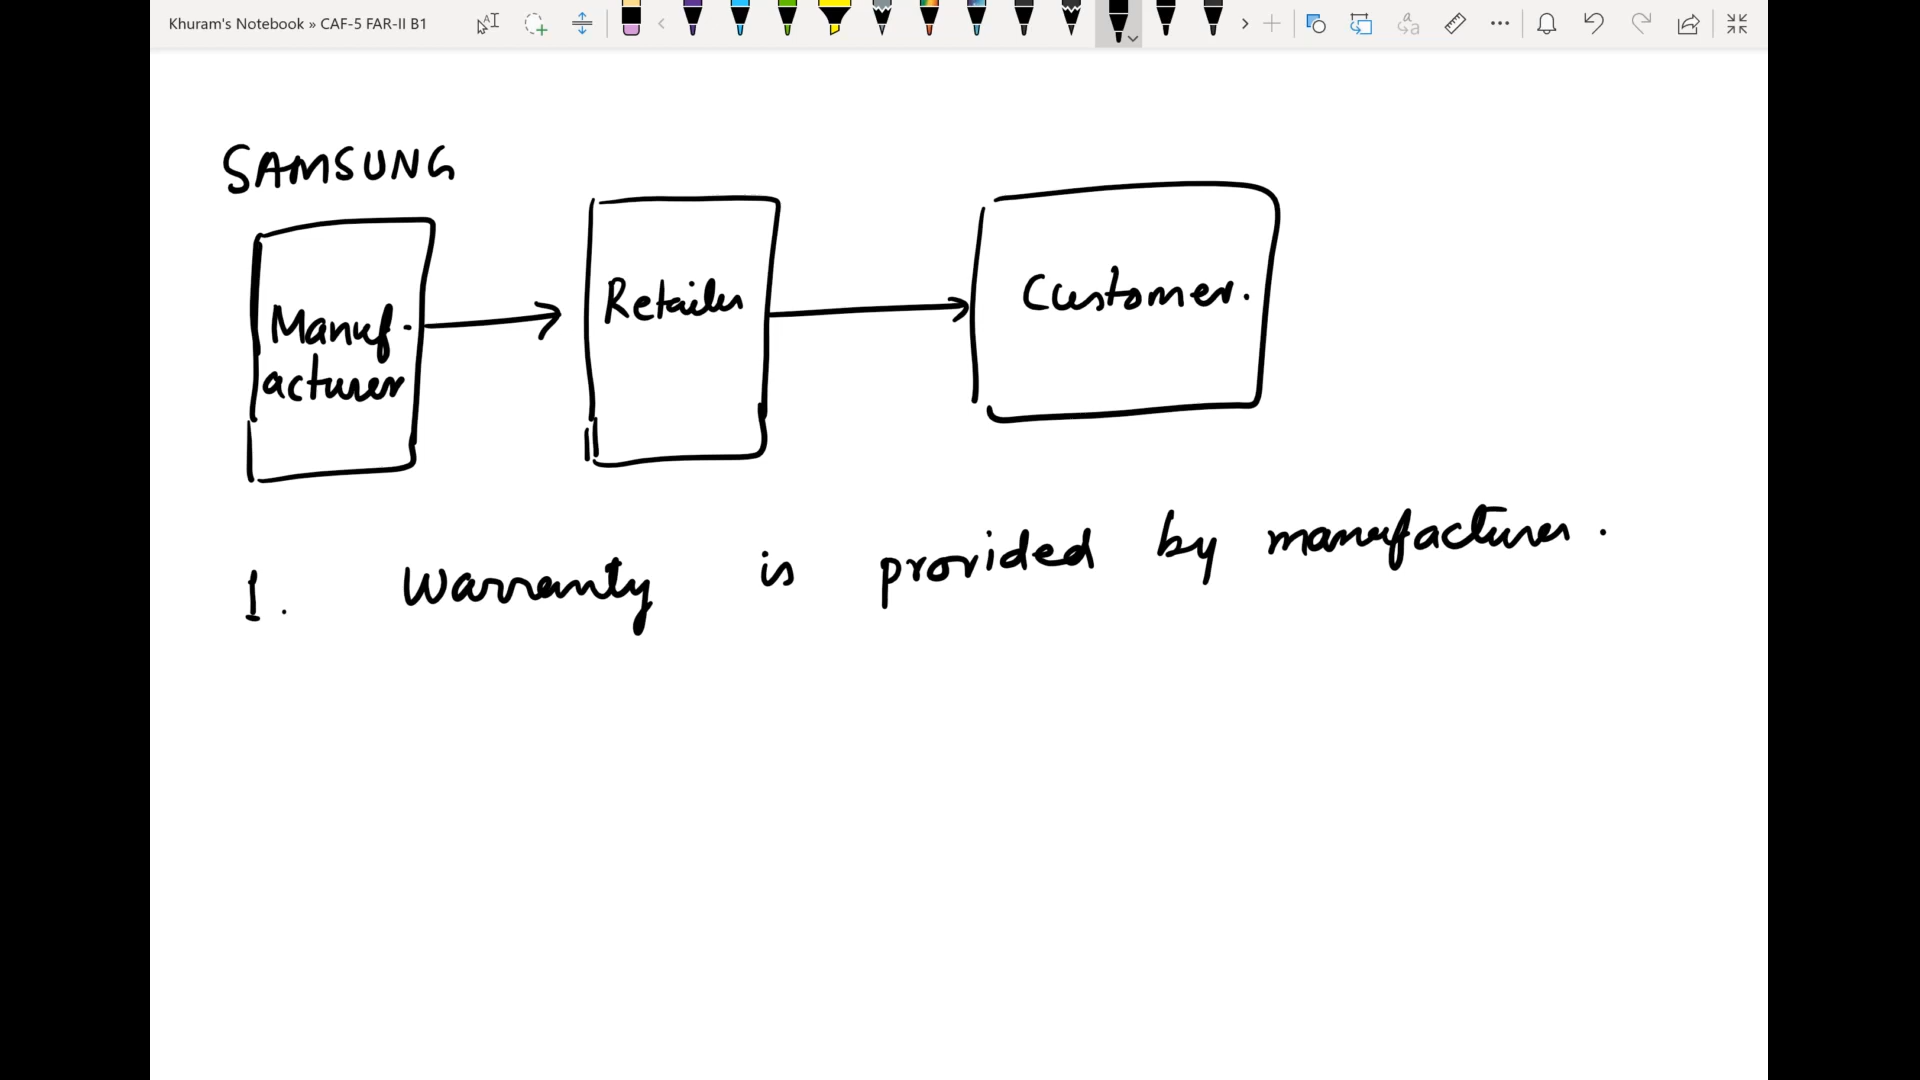 Khuram's Notebook » CAF-5 FAR-II B1
SAMSUNG
Manuf-
acturer
Retailer
Customer.
1. Warranty is provided by manufacturer.